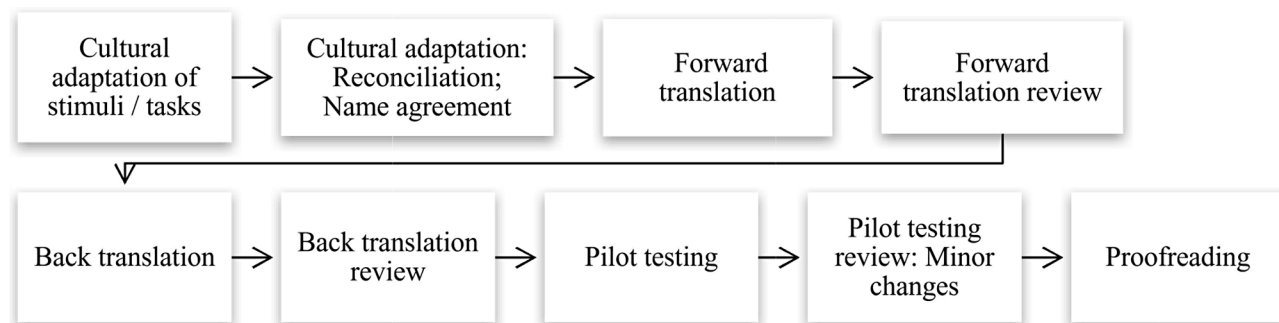 Cultural
adaptation of
stimuli / tasks
Cultural adaptation:
Reconciliation;
Name agreement
Forward
translation
Forward
translation review
Back translation
Back translation
review
Pilot testing
Pilot testing
review: Minor
changes
Proofreading